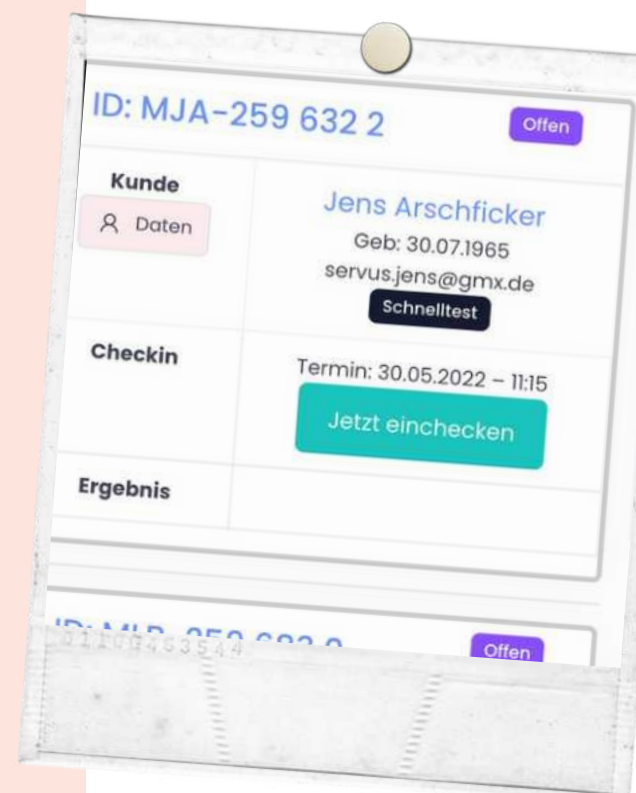 ID: MJA-259 632 2
Offen
Kunde
Daten
Jens Arschficker
Geb: 30.07.1965
servus.jens@gmx.de
Schnelltest
Checkin
Termin: 30.05.2022 – 11:15
Jetzt einchecken
Ergebnis
Offen